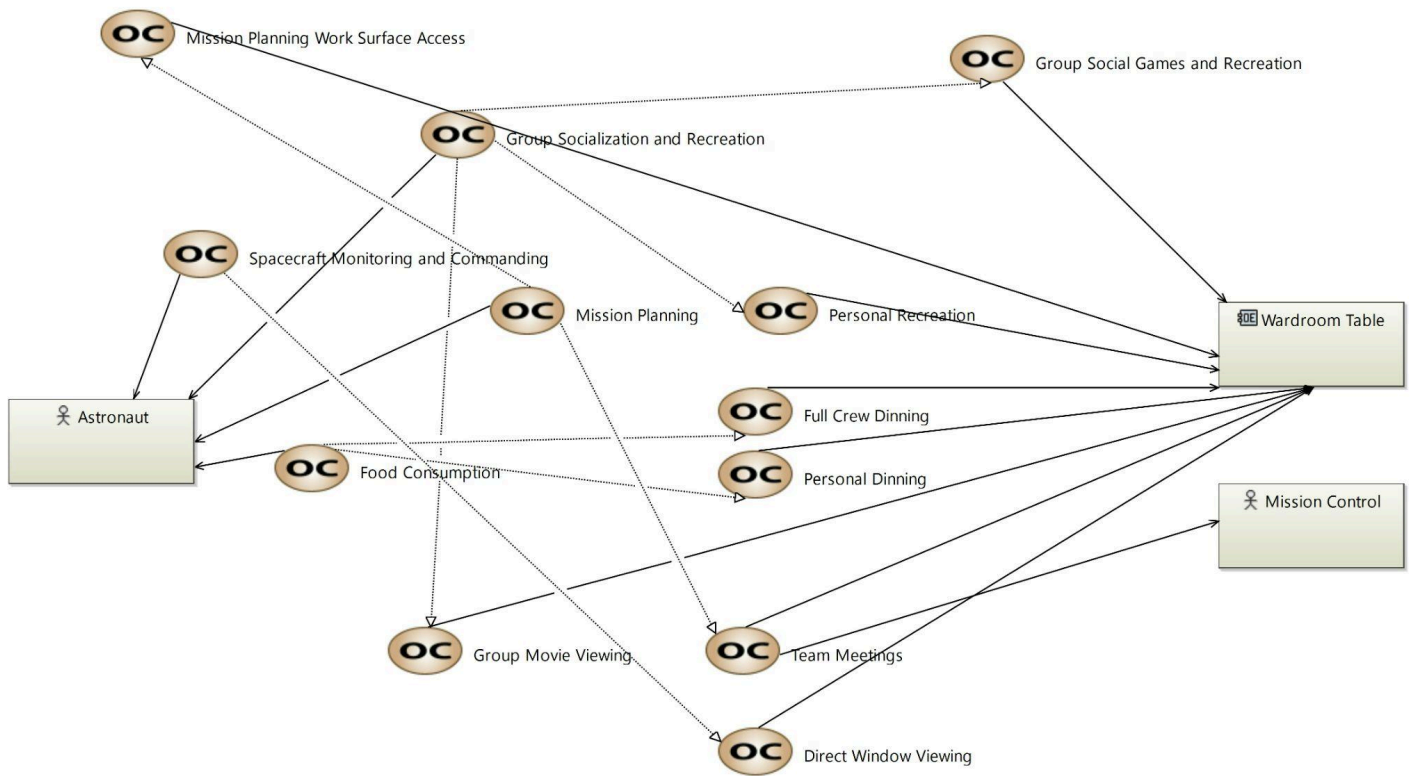 OC Mission Planning Work Surface Access
OC Group Social Games and Recreation
OC Group Socialization and Recreation
OC Spacecraft Monitoring and Commanding
OC Mission Planning
OC Personal Recreation
OE Wardroom Table
OC Full Crew Dinning
Astronaut
OC Food Consumption
OC Personal Dinning
Mission Control
OC Group Movie Viewing
OC Team Meetings
OC Direct Window Viewing